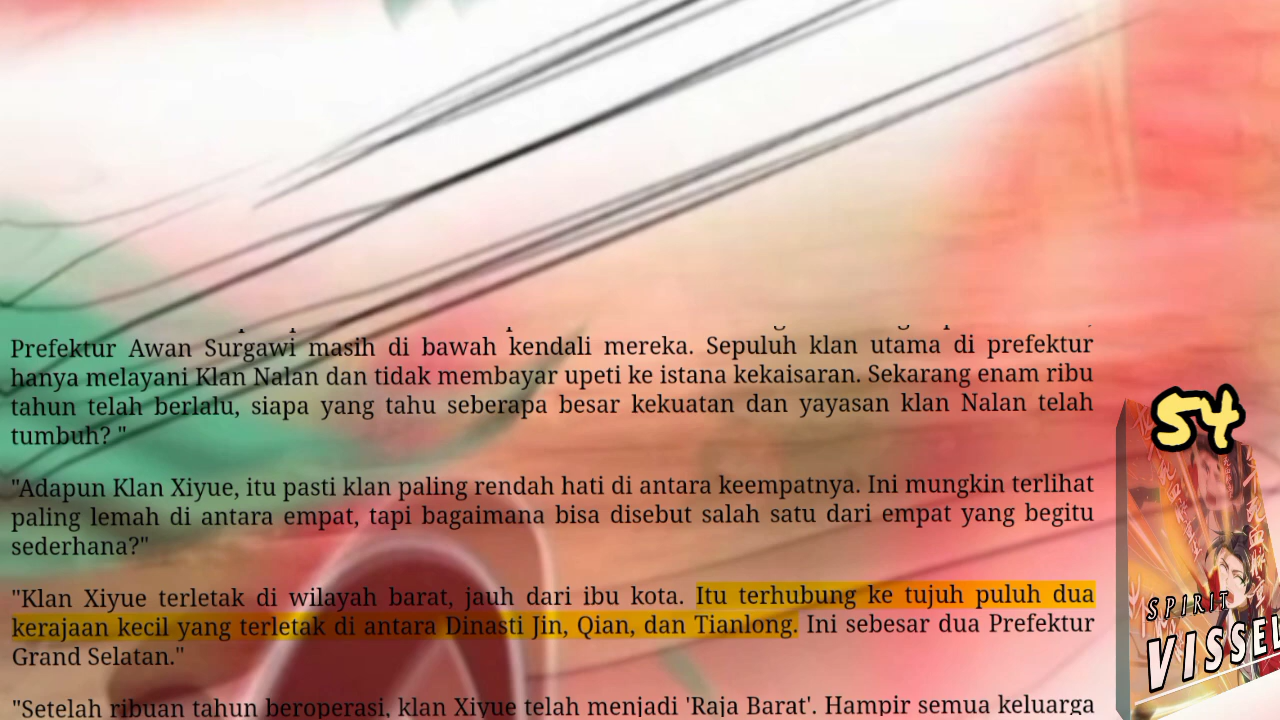 Prefektur Awan Surgawi masih di bawah kendali mereka. Sepuluh klan utama di prefektur
hanya melayani Klan Nalan dan tidak membayar upeti ke istana kekaisaran. Sekarang enam ribu
tahun telah berlalu, siapa yang tahu seberapa besar kekuatan dan yayasan klan Nalan telah
tumbuh? "
"Adapun Klan Xiyue, itu pasti klan paling rendah hati di antara keempatnya. Ini mungkin terlihat
paling lemah di antara empat, tapi bagaimana bisa disebut salah satu dari empat yang begitu
sederhana?"
"Klan Xiyue terletak di wilayah barat, jauh dari ibu kota. Itu terhubung ke tujuh puluh dua
kerajaan kecil yang terletak di antara Dinasti Jin, Qian, dan Tianlong. Ini sebesar dua Prefektur
Grand Selatan."
"Setelah ribuan tahun beroperasi, klan Xiyue telah menjadi 'Raja Barat'. Hampir semua keluarga
54
SPIRIT
VISSEL